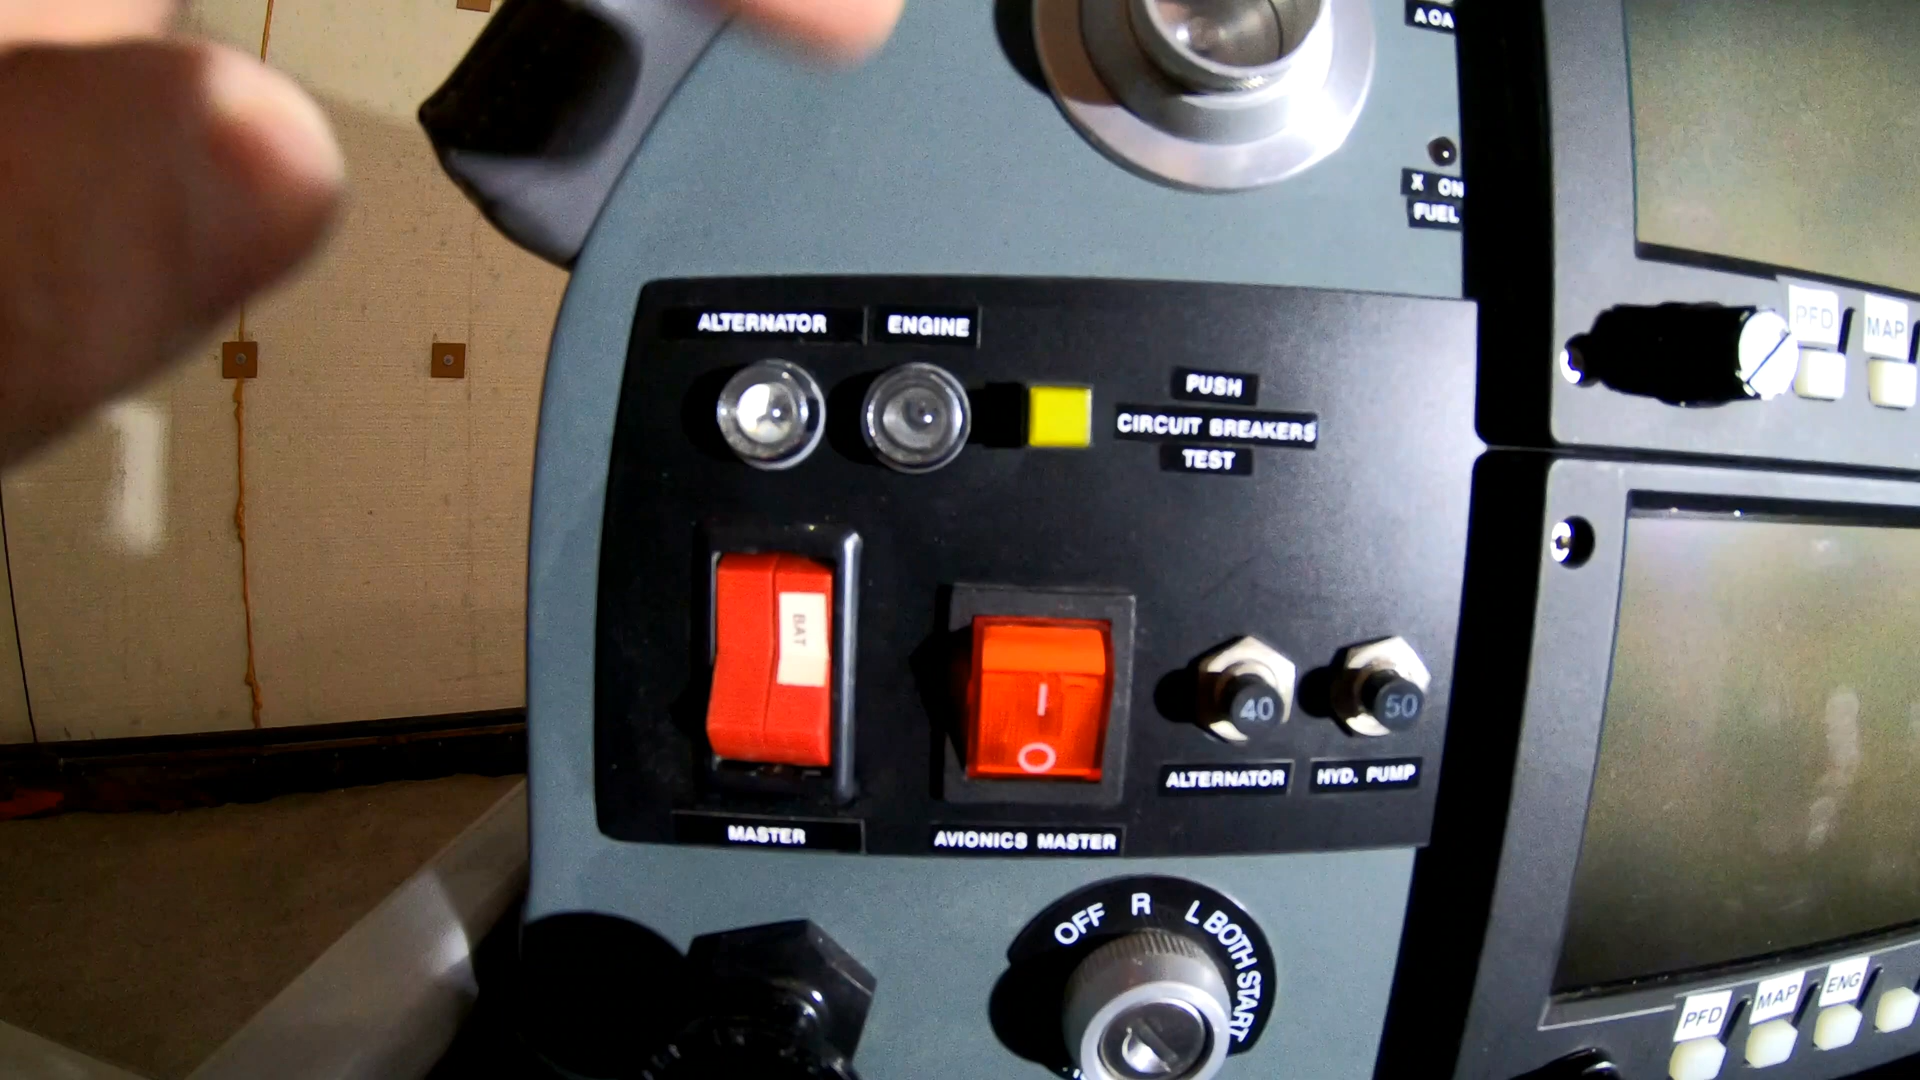 AOA
X ON
FUEL
ALTERNATOR
ENGINE
PUSH
CIRCUIT BREAKERS
TEST
PFD
MAP
BAT
I
O
40
50
ALTERNATOR
HYD. PUMP
MASTER
AVIONICS MASTER
OFF R L BOTH START
PFD
MAP
ENG